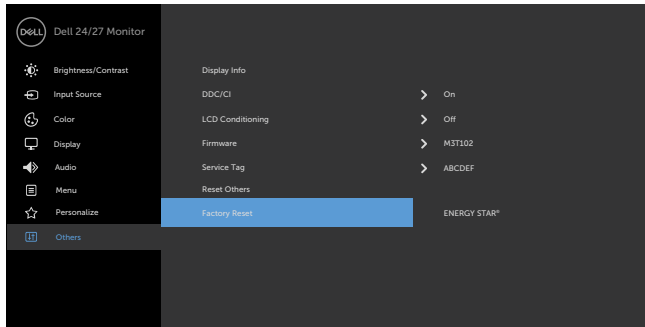 DELL Dell 24/27 Monitor
Brightness/Contrast Display Info
Input Source DDC/CI On
Color LCD Conditioning Off
Display Firmware M3T102
Audio Service Tag ABCDEF
Menu Reset Others
Personalize Factory Reset ENERGY STAR®
Others